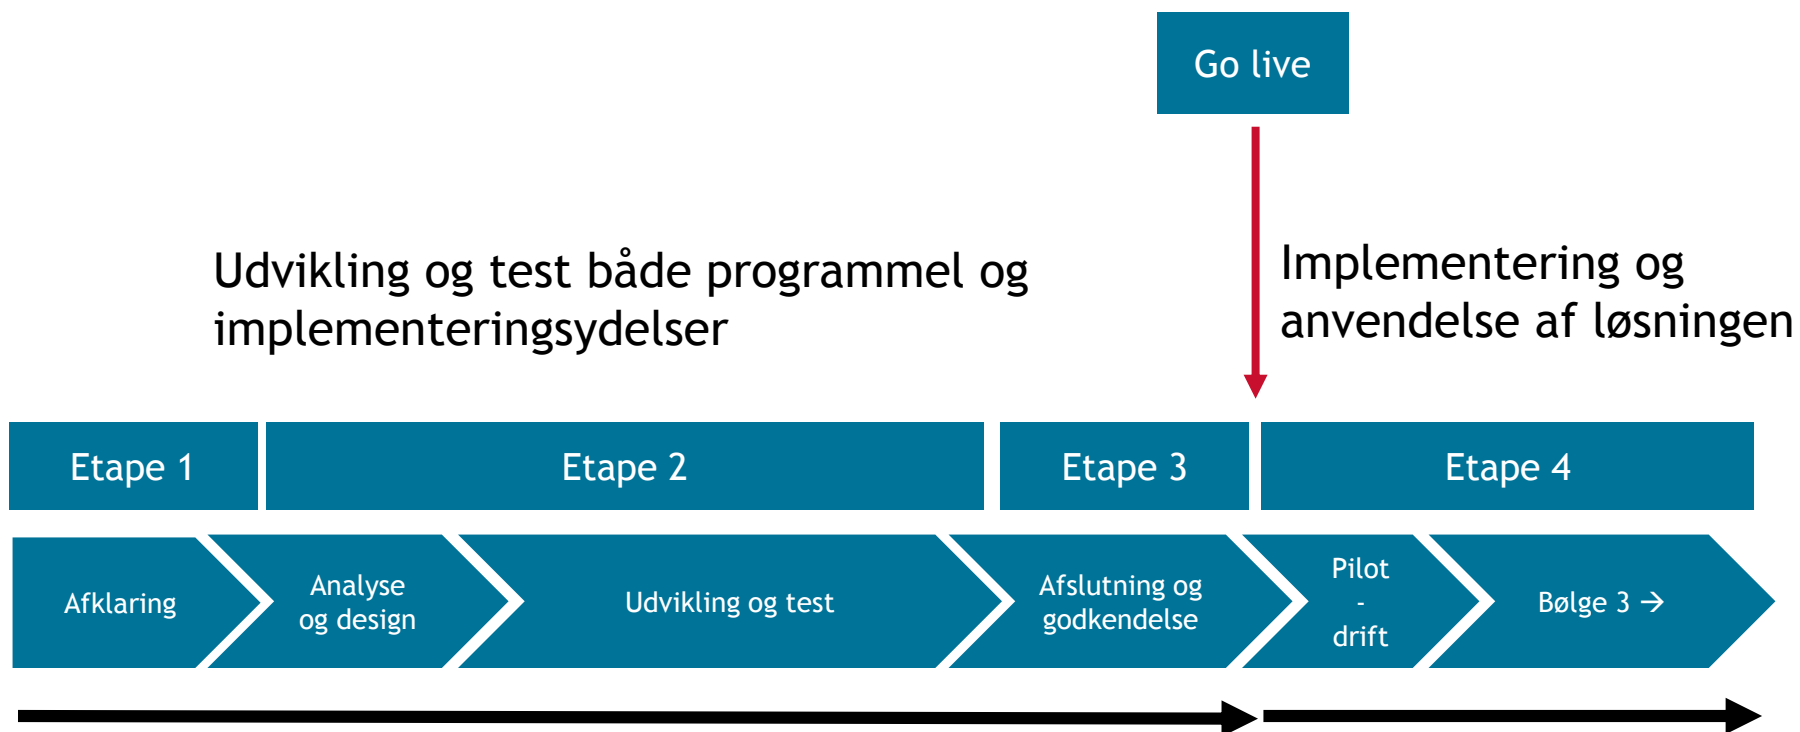 Go live
Udvikling og test både programmel og
implementeringsydelser
Implementering og
anvendelse af løsningen
Etape 1
Etape 2
Etape 3
Etape 4
Afklaring
Analyse
og design
Udvikling og test
Afslutning og
godkendelse
Pilot
-
drift
Bølge 3 →